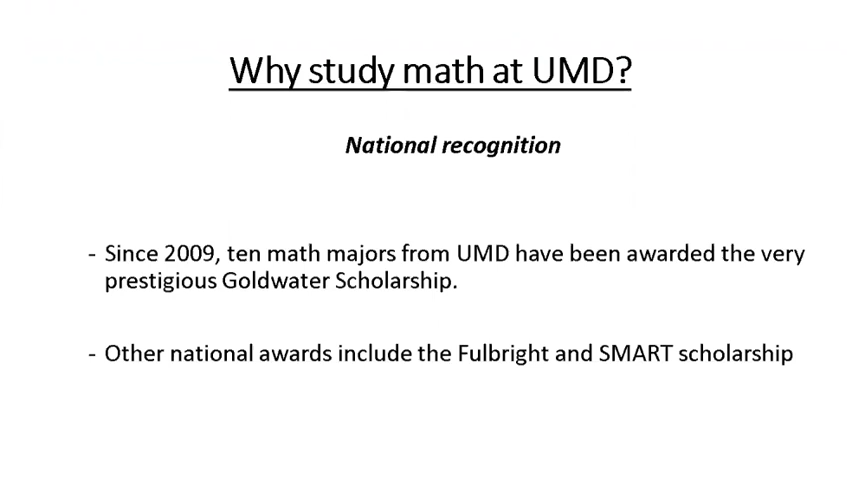 Why study math at UMD?
National recognition
- Since 2009, ten math majors from UMD have been awarded the very
prestigious Goldwater Scholarship.
- Other national awards include the Fulbright and SMART scholarship